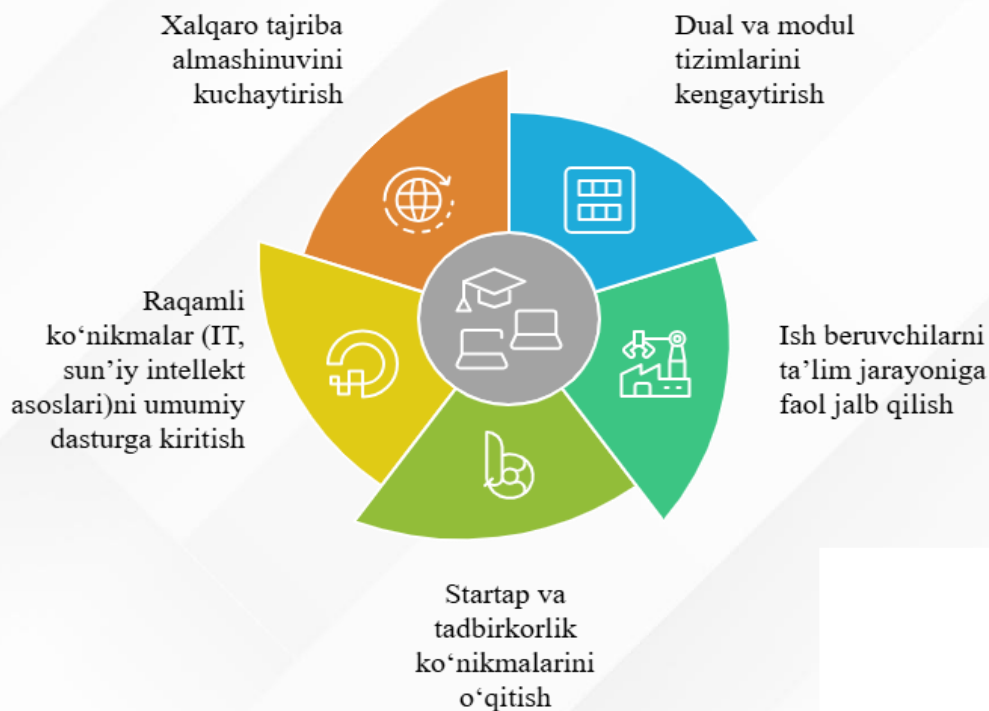 Xalqaro tajriba
almashinuvini
kuchaytirish
Dual va modul
tizimlarini
kengaytirish
Raqamli
ko‘nikmalar (IT,
sun’iy intellekt
asoslari)ni umumiy
dasturga kiritish
Ish beruvchilarni
ta’lim jarayoniga
faol jalb qilish
Startap va
tadbirkorlik
ko‘nikmalarini
o‘qitish